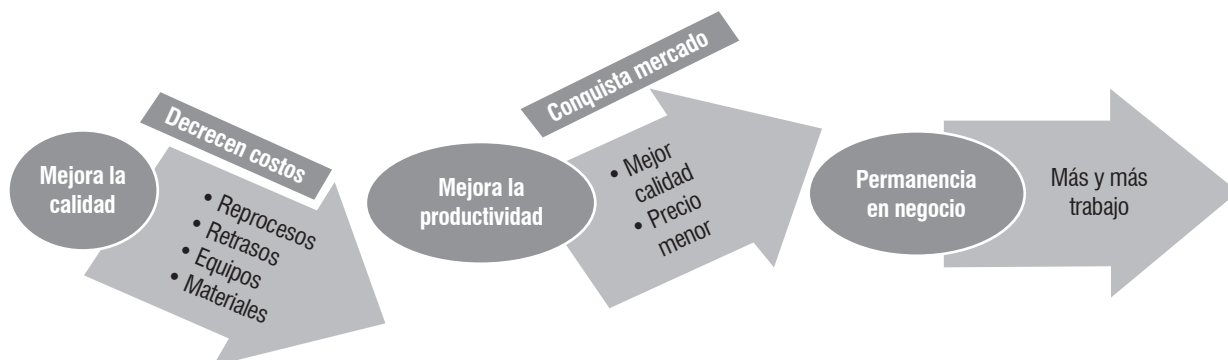 Mejora la
calidad
Decrecen costos
• Reprocesos
• Retrasos
• Equipos
• Materiales
Mejora la
productividad
Conquista mercado
• Mejor
calidad
• Precio
menor
Permanencia
en negocio
Más y más
trabajo